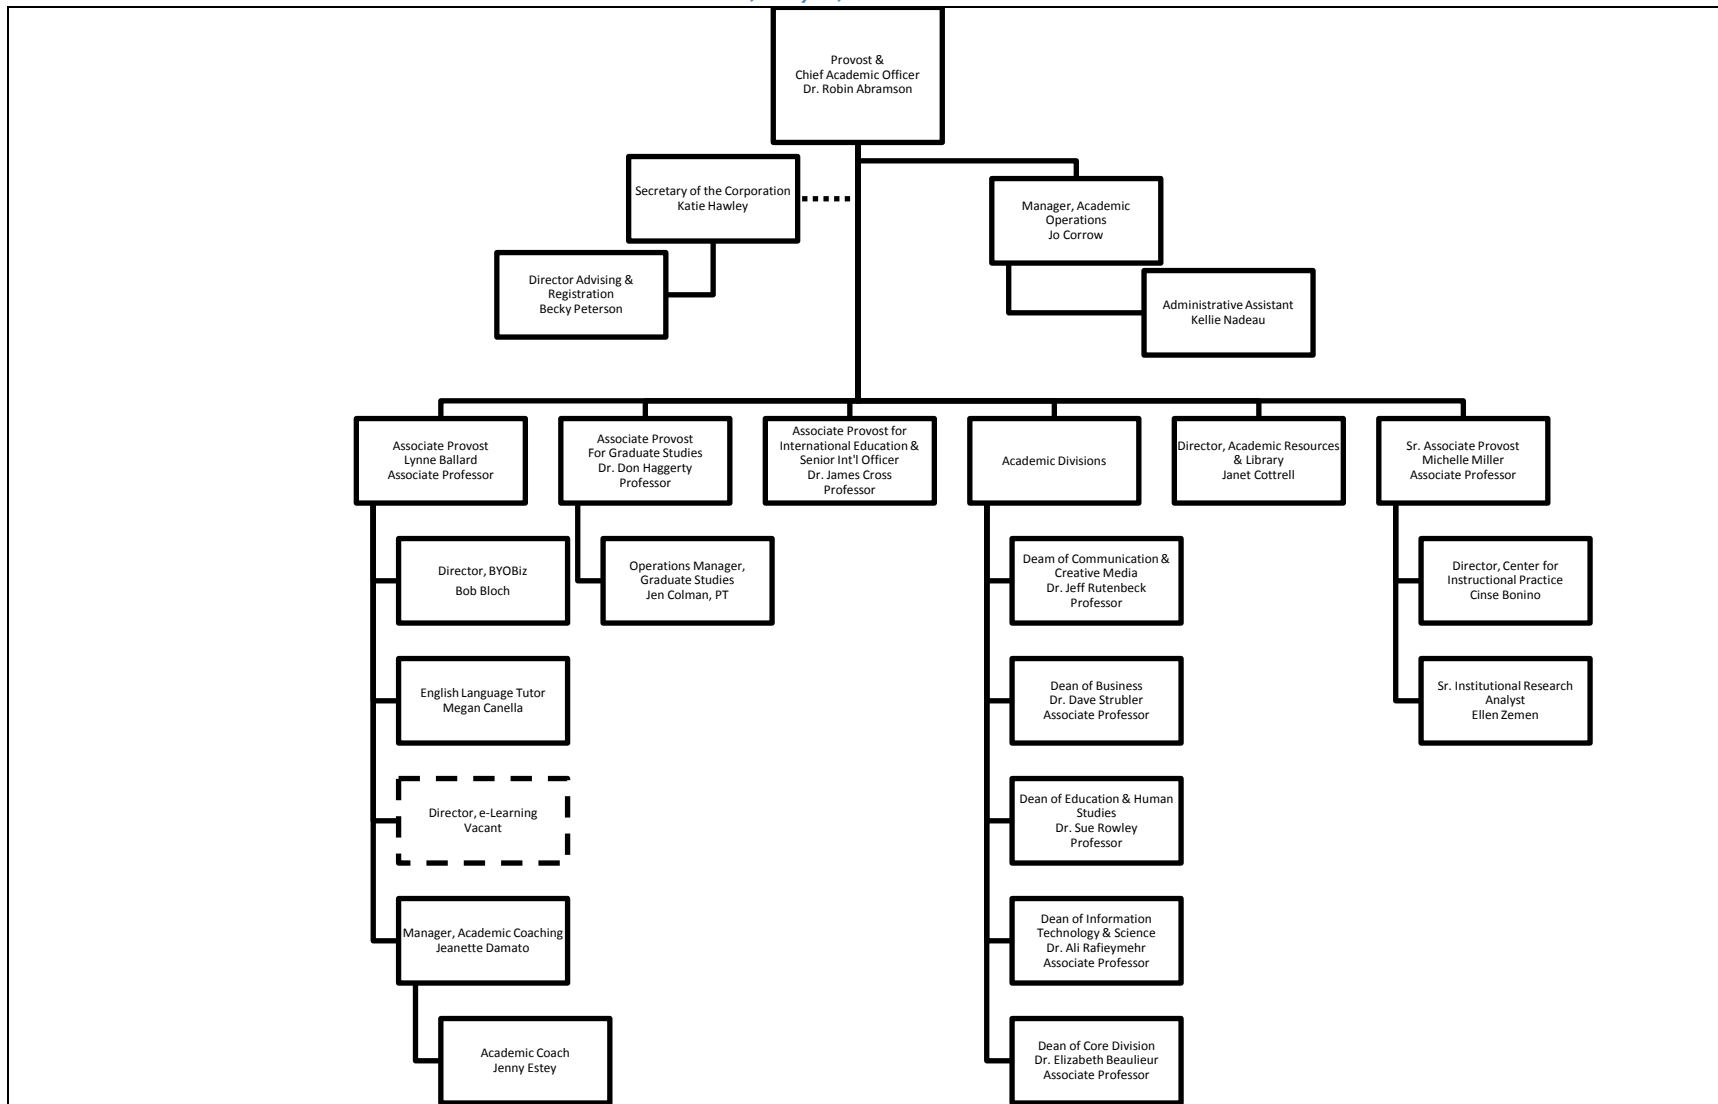 Provost &
Chief Academic Officer
Dr. Robin Abramson
Secretary of the Corporation
Katie Hawley
Manager, Academic
Operations
Jo Corrow
Director Advising &
Registration
Becky Peterson
Administrative Assistant
Kellie Nadeau
Associate Provost
Lynne Ballard
Associate Professor
Associate Provost
For Graduate Studies
Dr. Don Haggerty
Professor
Associate Provost for
International Education &
Senior Int'l Officer
Dr. James Cross
Professor
Academic Divisions
Director, Academic Resources
& Library
Janet Cottrell
Sr. Associate Provost
Michelle Miller
Associate Professor
Director, BYOBiz
Bob Bloch
Operations Manager,
Graduate Studies
Jen Colman, PT
Deam of Communication &
Creative Media
Dr. Jeff Rutenbeck
Professor
Director, Center for
Instructional Practice
Cinse Bonino
English Language Tutor
Megan Canella
Dean of Business
Dr. Dave Strubler
Associate Professor
Sr. Institutional Research
Analyst
Ellen Zemen
Director, e-Learning
Vacant
Dean of Education & Human
Studies
Dr. Sue Rowley
Professor
Manager, Academic Coaching
Jeanette Damato
Dean of Information
Technology & Science
Dr. Ali Rafieymehr
Associate Professor
Academic Coach
Jenny Estey
Dean of Core Division
Dr. Elizabeth Beaulieur
Associate Professor